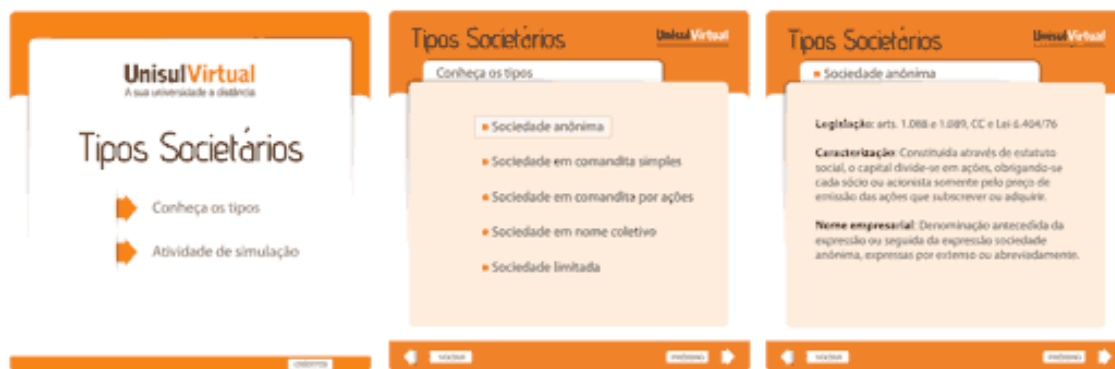 UnisulVirtual
A sua universidade a distância
Tipos Societários
Conheça os tipos
Atividade de simulação
CRÉDITOS
Tipos Societários
UnisulVirtual
Conheça os tipos
Sociedade anônima
Sociedade em comandita simples
Sociedade em comandita por ações
Sociedade em nome coletivo
Sociedade limitada
VOLTAR
PRÓXIMO
Tipos Societários
UnisulVirtual
Sociedade anônima
Legislação: arts. 1.088 e 1.089, CC e Lei 6.404/76
Caracterização: Constituída através de estatuto
social, o capital divide-se em ações, obrigando-se
cada sócio ou acionista somente pelo preço de
emissão das ações que subscrever ou adquirir.
Nome empresarial: Denominação antecedida da
expressão ou seguida da expressão sociedade
anônima, expressas por extenso ou abreviadamente.
VOLTAR
PRÓXIMO